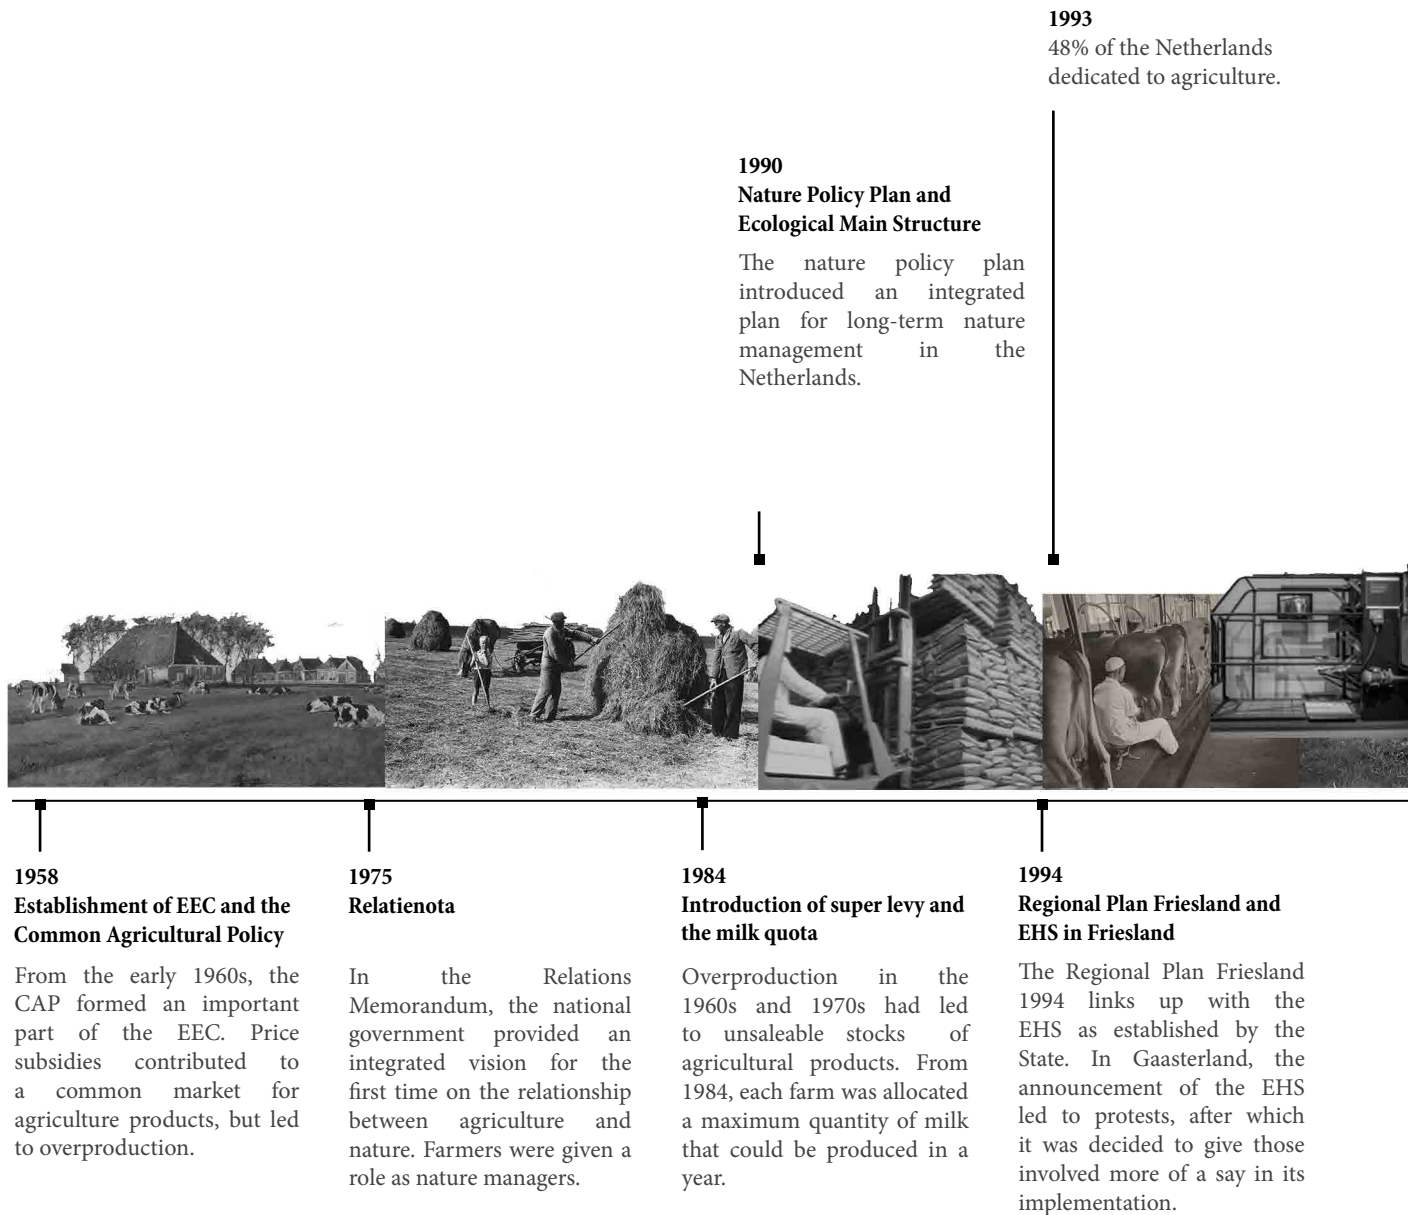 1993
48% of the Netherlands
dedicated to agriculture.
1990
Nature Policy Plan and
Ecological Main Structure
The nature policy plan
introduced an integrated
plan for long-term nature
management in the
Netherlands.
1958
Establishment of EEC and the
Common Agricultural Policy
From the early 1960s, the
CAP formed an important
part of the EEC. Price
subsidies contributed to
a common market for
agriculture products, but led
to overproduction.
1975
Relatienota
In the Relations
Memorandum, the national
government provided an
integrated vision for the
first time on the relationship
between agriculture and
nature. Farmers were given a
role as nature managers.
1984
Introduction of super levy and
the milk quota
Overproduction in the
1960s and 1970s had led
to unsaleable stocks of
agricultural products. From
1984, each farm was allocated
a maximum quantity of milk
that could be produced in a
year.
1994
Regional Plan Friesland and
EHS in Friesland
The Regional Plan Friesland
1994 links up with the
EHS as established by the
State. In Gaasterland, the
announcement of the EHS
led to protests, after which
it was decided to give those
involved more of a say in its
implementation.